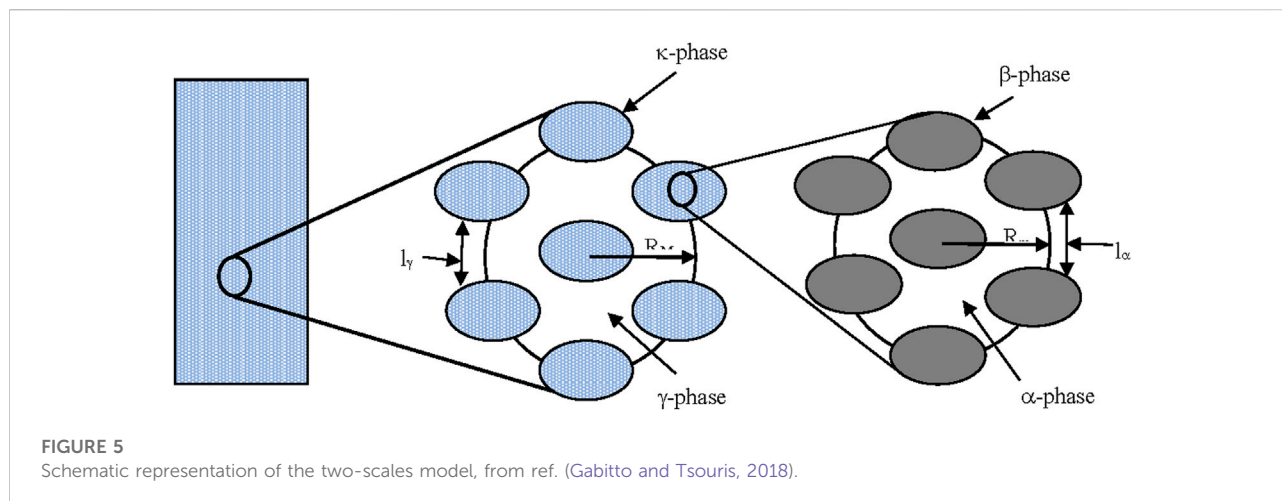 κ-phase
β-phase
lγ
lα
γ-phase
α-phase
FIGURE 5
Schematic representation of the two-scales model, from ref. (Gabitto and Tsouris, 2018).